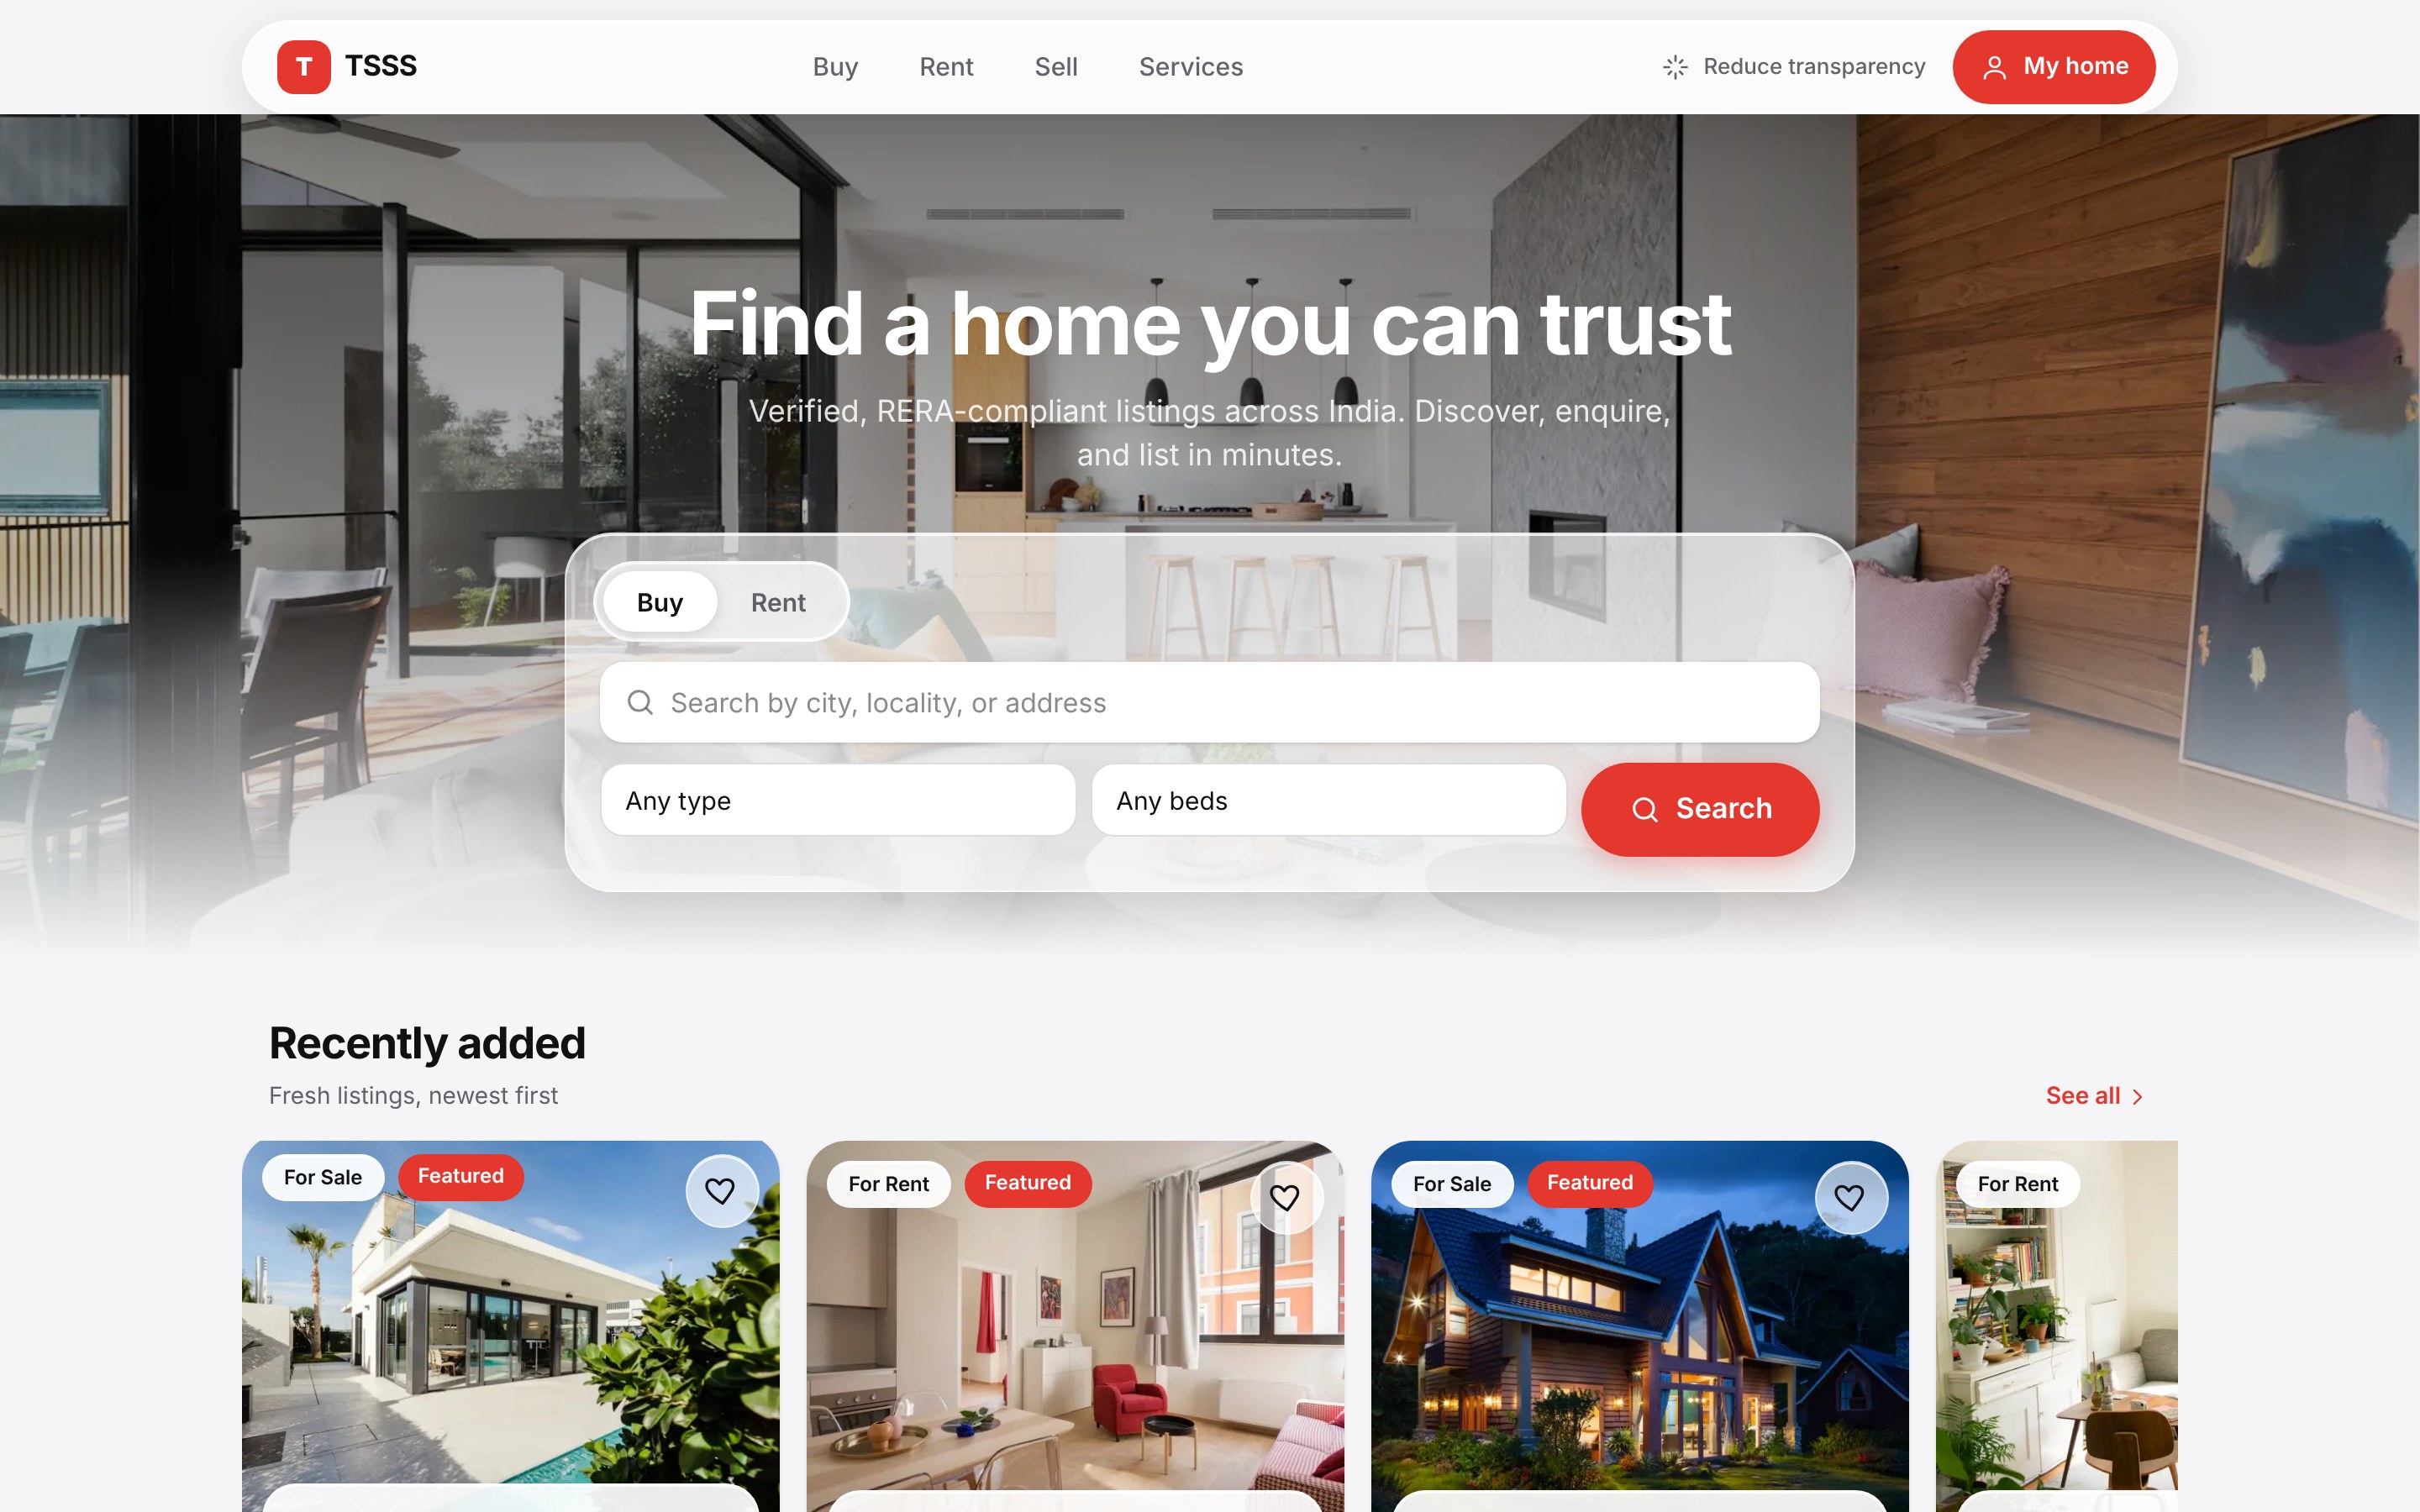 T TSSS
Buy Rent Sell Services
Reduce transparency
My home
Find a home you can trust
Verified, RERA-compliant listings across India. Discover, enquire,
and list in minutes.
Buy Rent
Search by city, locality, or address
Any type
Any beds
Search
Recently added
Fresh listings, newest first
See all
For Sale Featured
For Rent Featured
For Sale Featured
For Rent